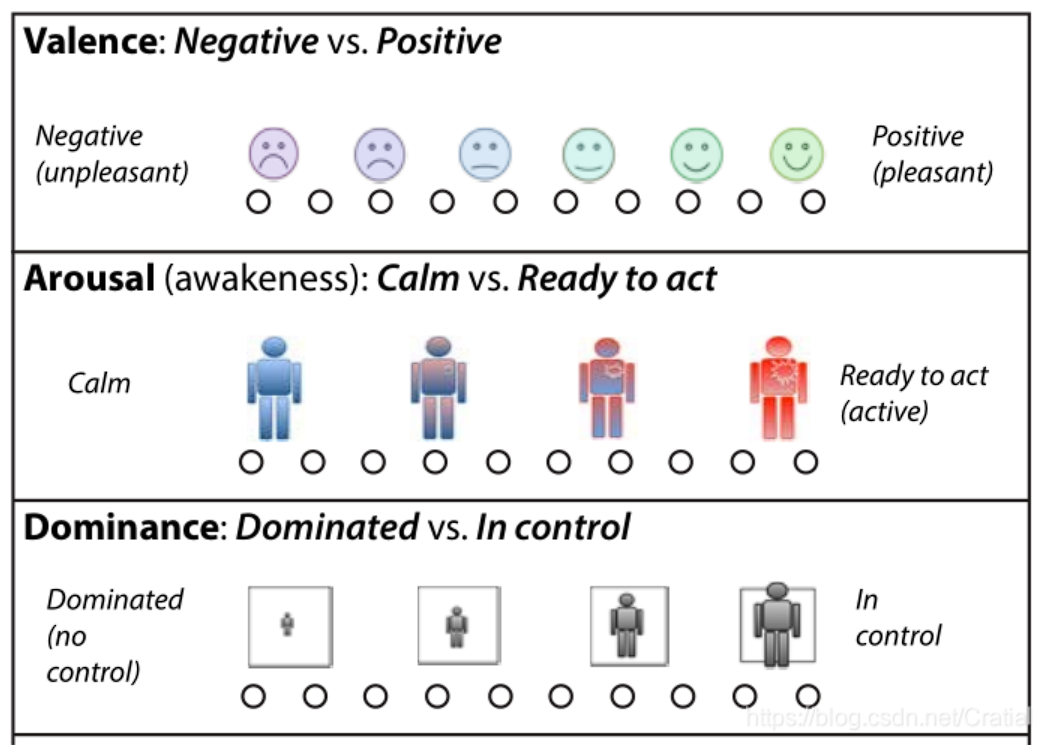 Valence: Negative vs. Positive
Negative
(unpleasant)
Positive
(pleasant)
Arousal (awakeness): Calm vs. Ready to act
Calm
Ready to act
(active)
Dominance: Dominated vs. In control
Dominated
(no
control)
In
control
https://blog.csdn.net/Cratial